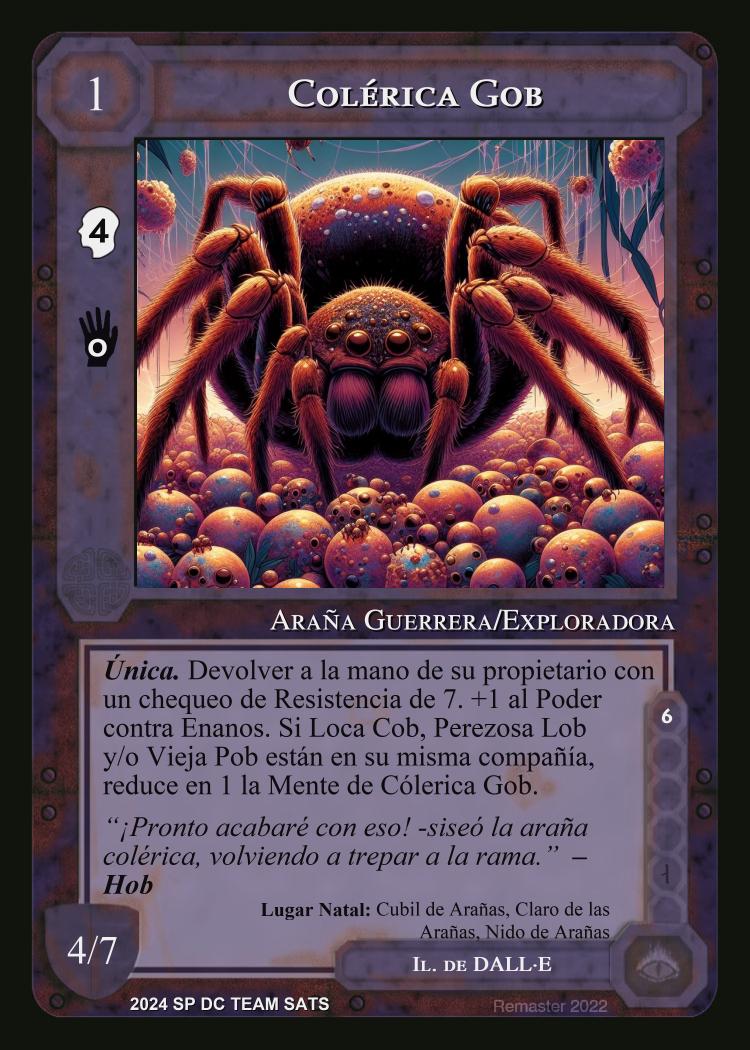 1
Colérica Gob
4
0
Araña Guerrera/Exploradora
Única. Devolver a la mano de su propietario con
un chequeo de Resistencia de 7. +1 al Poder
contra Enanos. Si Loca Cob, Perezosa Lob
y/o Vieja Pob están en su misma compañía,
reduce en 1 la Mente de Cólerica Gob.
6
“¡Pronto acabaré con eso! -siseó la araña
colérica, volviendo a trepar a la rama.” –
Hob
Lugar Natal: Cubil de Arañas, Claro de las
Arañas, Nido de Arañas
4/7
Il. de DALL·E
2024 SP DC TEAM SATS
Remaster 2022